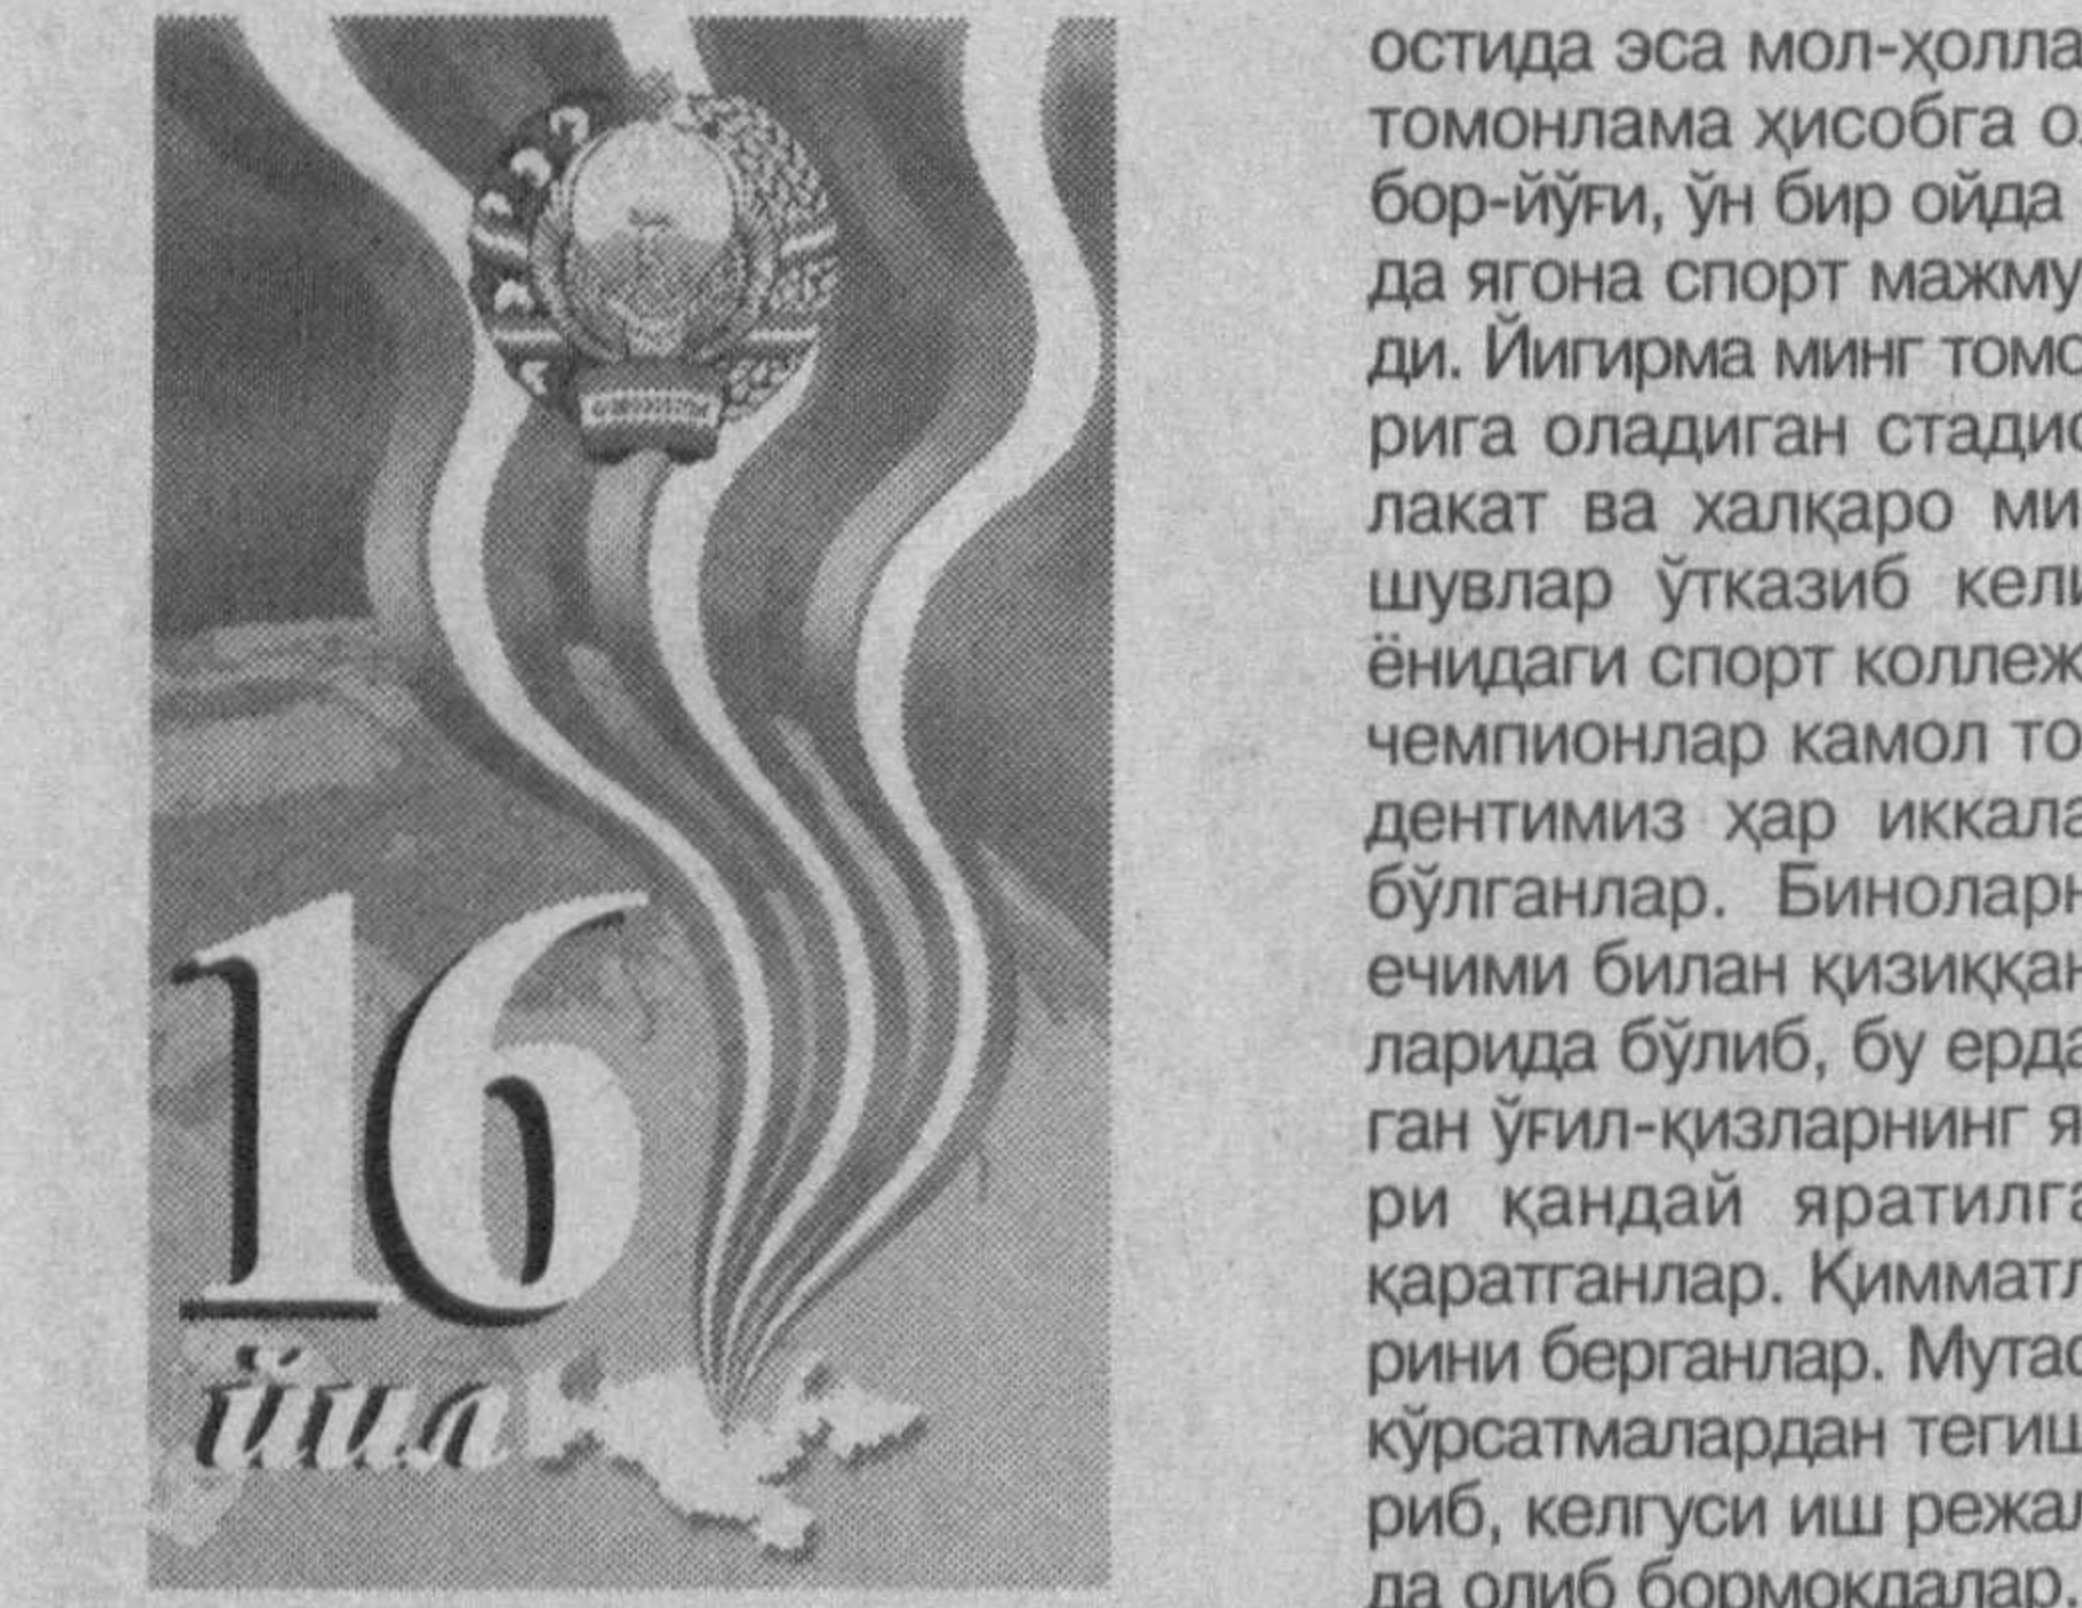 16
йил
остида эса мол-ҳолла
томонлама ҳисобга о
бор-йўғи, ўн бир ойда
да ягона спорт мажму
ди. Йигирма минг томо
рига оладиган стадио
лакат ва халқаро ми
шувлар ўтказиб кели
ёнидаги спорт коллеж
чемпионлар камол то
дентимиз ҳар иккала
бўлганлар. Биноларн
ечими билан қизиққан
ларида бўлиб, бу ерда
ган ўғил-қизларнинг я
ри қандай яратилга
қаратганлар. Қимматл
рини берганлар. Мутас
кўрсатмалардан тегиш
риб, келгуси иш режал
да олиб бормоқдалар.